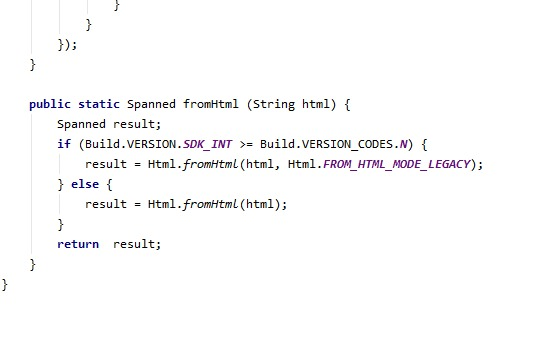 }
}
});
}
public static Spanned fromHtml (String html) {
Spanned result;
if (Build.VERSION.SDK_INT >= Build.VERSION_CODES.N) {
result = Html.fromHtml(html, Html.FROM_HTML_MODE_LEGACY);
} else {
result = Html.fromHtml(html);
}
return  result;
}
}